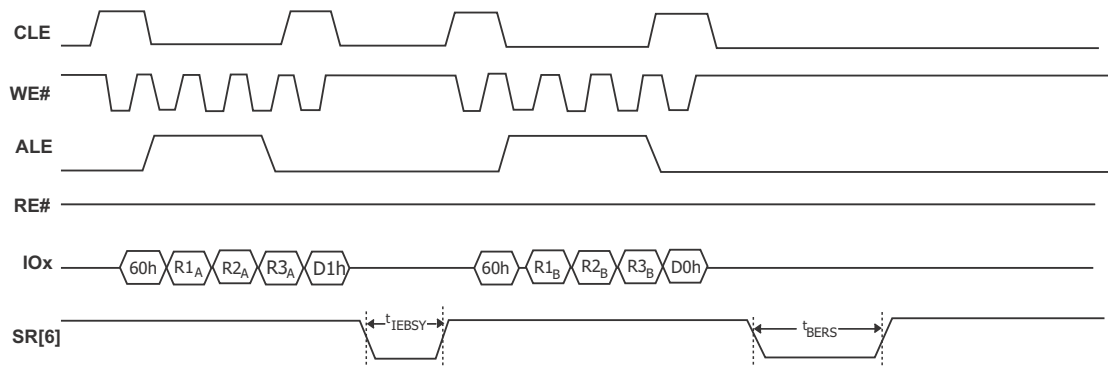 CLE
WE#
ALE
RE#
IOx 60h R1A R2A R3A D1h 60h R1B R2B R3B D0h
SR[6] tIEBSY tBERS